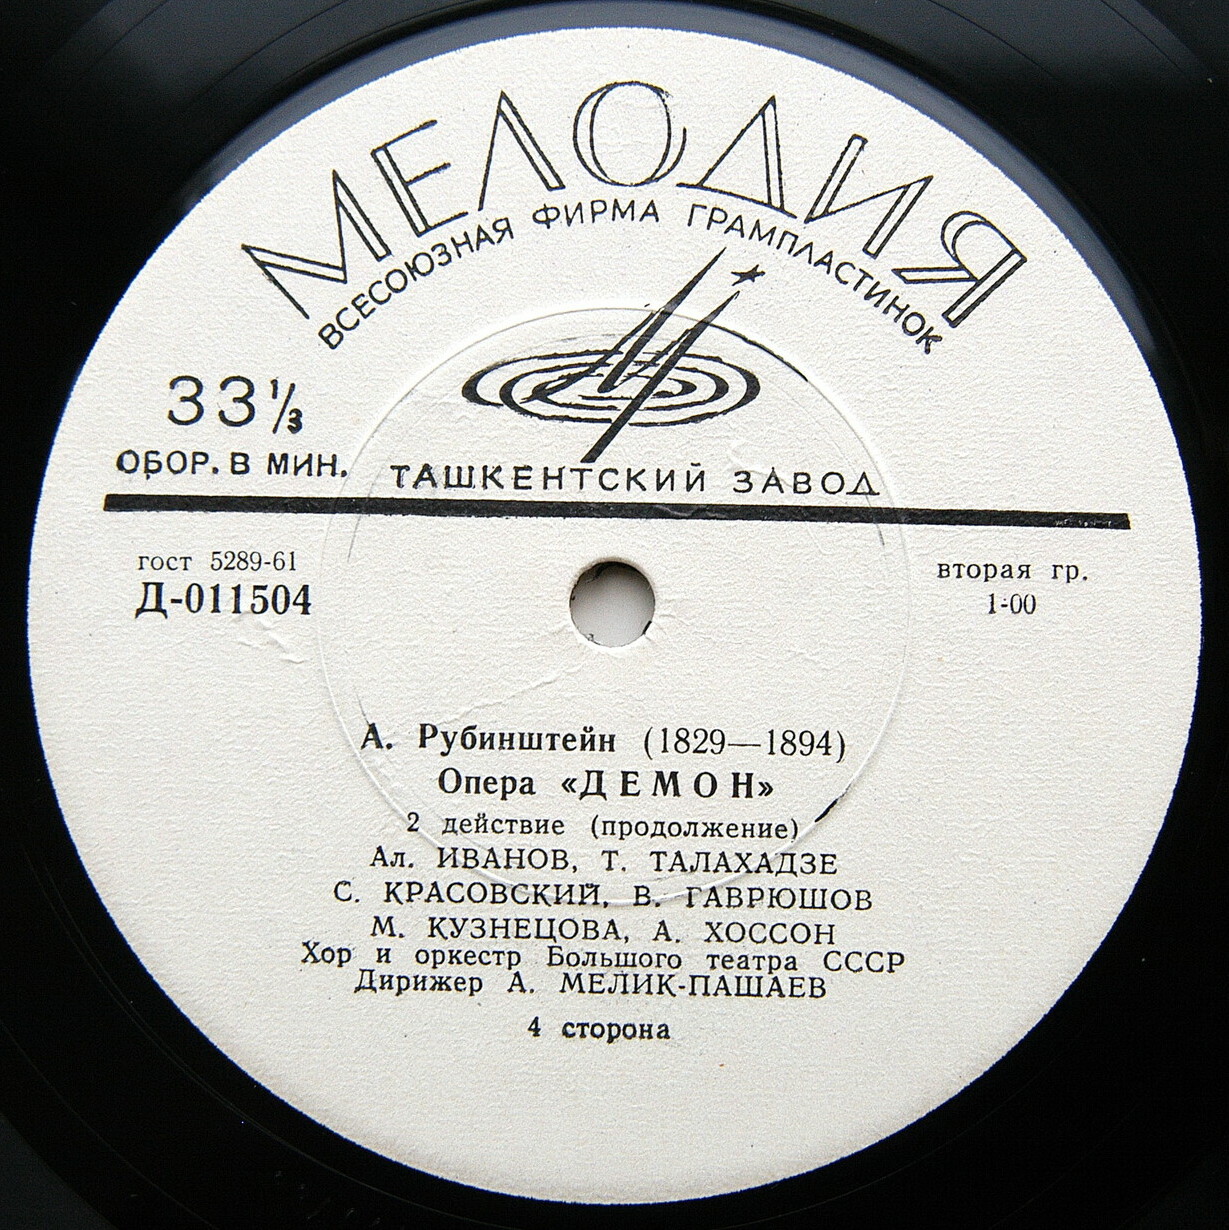 МЕЛОДИЯ
ВСЕСОЮЗНАЯ ФИРМА ГРАМПЛАСТИНОК
33⅓
ОБОР. В МИН.
ТАШКЕНТСКИЙ ЗАВОД
гост 5289-61
Д-011504
вторая гр.
1-00
А. Рубинштейн (1829—1894)
Опера «ДЕМОН»
2 действие (продолжение)
Ал. ИВАНОВ, Т. ТАЛАХАДЗЕ
С. КРАСОВСКИЙ, В. ГАВРЮШОВ
М. КУЗНЕЦОВА, А. ХОССОН
Хор и оркестр Большого театра СССР
Дирижер А. МЕЛИК-ПАШАЕВ
4 сторона